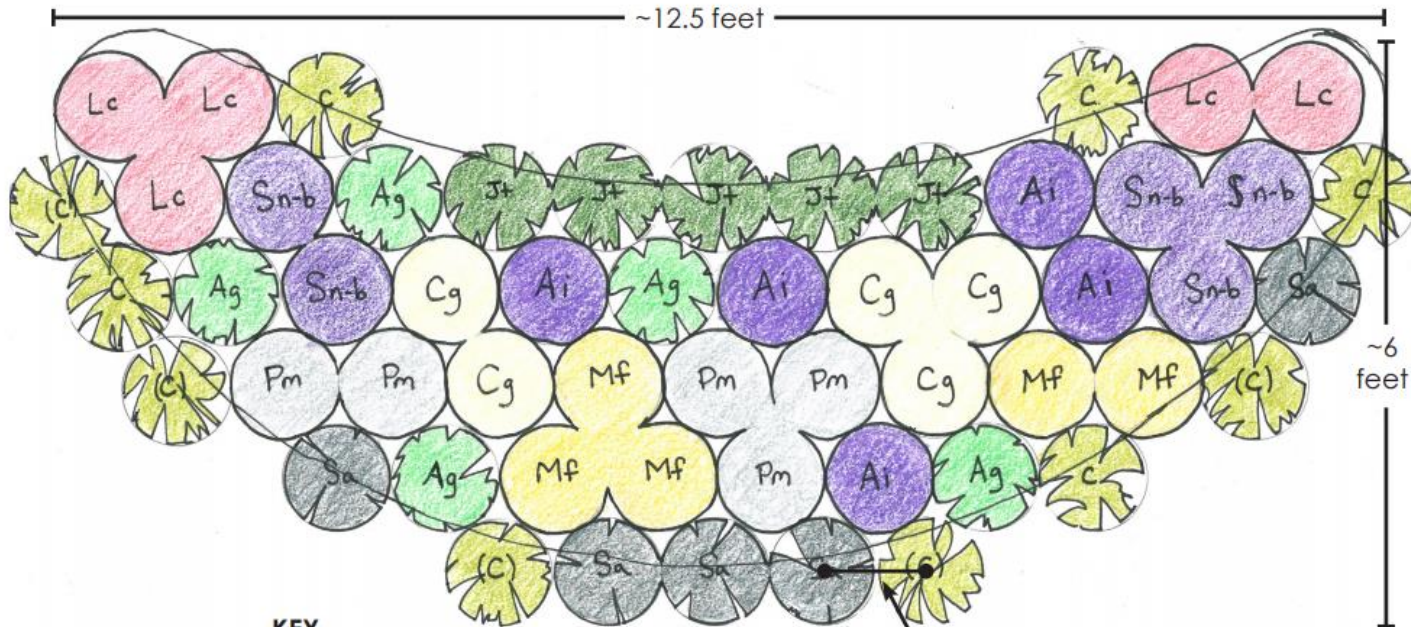 ~12.5 feet
Lc Lc C C Lc Lc
(C) Lc Sn-b Ag Jt Jt Jt Jt Jt Ai Sn-b Sn-b C
C Ag Sn-b Cg Ai Ag Ai Cg Cg Ai Sn-b Sa
~6
feet
(C) Pm Pm Cg Mf Pm Pm Cg Mf Mf (C)
Sa Ag Mf Mf Pm Ai Ag C
(C) Sa Sa (C)
KEY